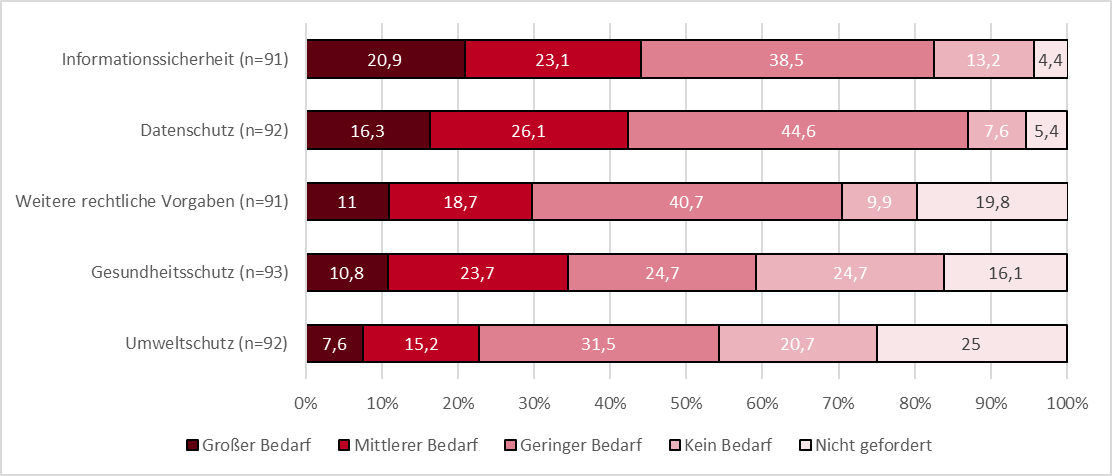 Informationssicherheit (n=91) 20,9 23,1 38,5 13,2 4,4
Datenschutz (n=92) 16,3 26,1 44,6 7,6 5,4
Weitere rechtliche Vorgaben (n=91) 11 18,7 40,7 9,9 19,8
Gesundheitsschutz (n=93) 10,8 23,7 24,7 24,7 16,1
Umweltschutz (n=92) 7,6 15,2 31,5 20,7 25
0% 10% 20% 30% 40% 50% 60% 70% 80% 90% 100%
Großer Bedarf Mittlerer Bedarf Geringer Bedarf Kein Bedarf Nicht gefordert